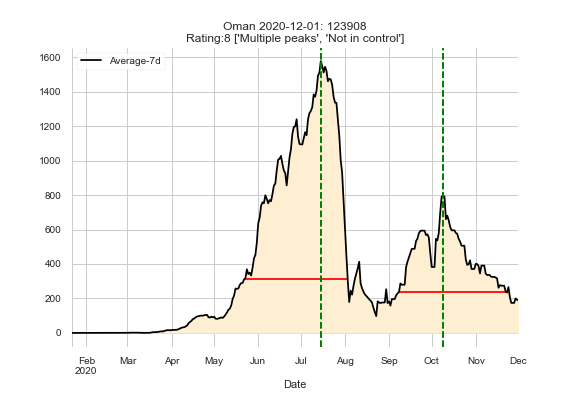 Oman 2020-12-01: 123908
Rating:8 ['Multiple peaks', 'Not in control']
Average-7d
1600
1400
1200
1000
800
600
400
200
0
Feb Mar Apr May Jun Jul Aug Sep Oct Nov Dec
2020
Date